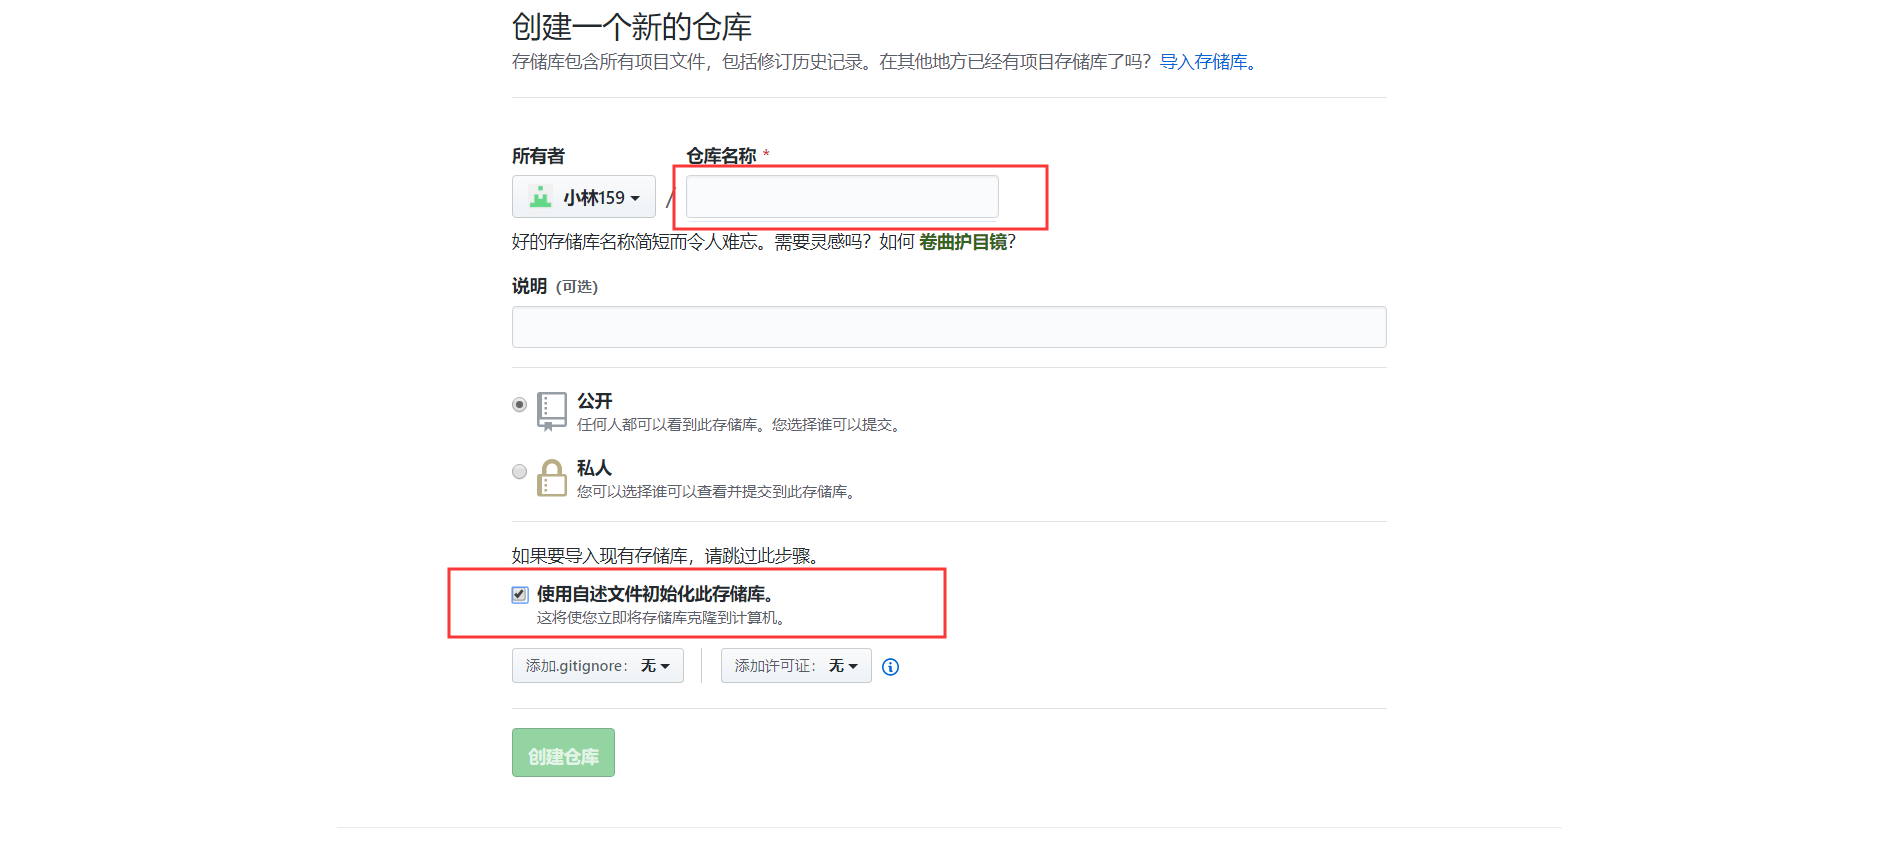 创建一个新的仓库
存储库包含所有项目文件，包括修订历史记录。在其他地方已经有项目存储库了吗？导入存储库。
所有者 仓库名称 *
小林159 /
好的存储库名称简短而令人难忘。需要灵感吗？如何 卷曲护目镜？
说明 (可选)
公开
任何人都可以看到此存储库。您选择谁可以提交。
私人
您可以选择谁可以查看并提交到此存储库。
如果要导入现有存储库，请跳过此步骤。
使用自述文件初始化此存储库。
这将使您立即将存储库克隆到计算机。
添加.gitignore： 无 添加许可证： 无
创建仓库